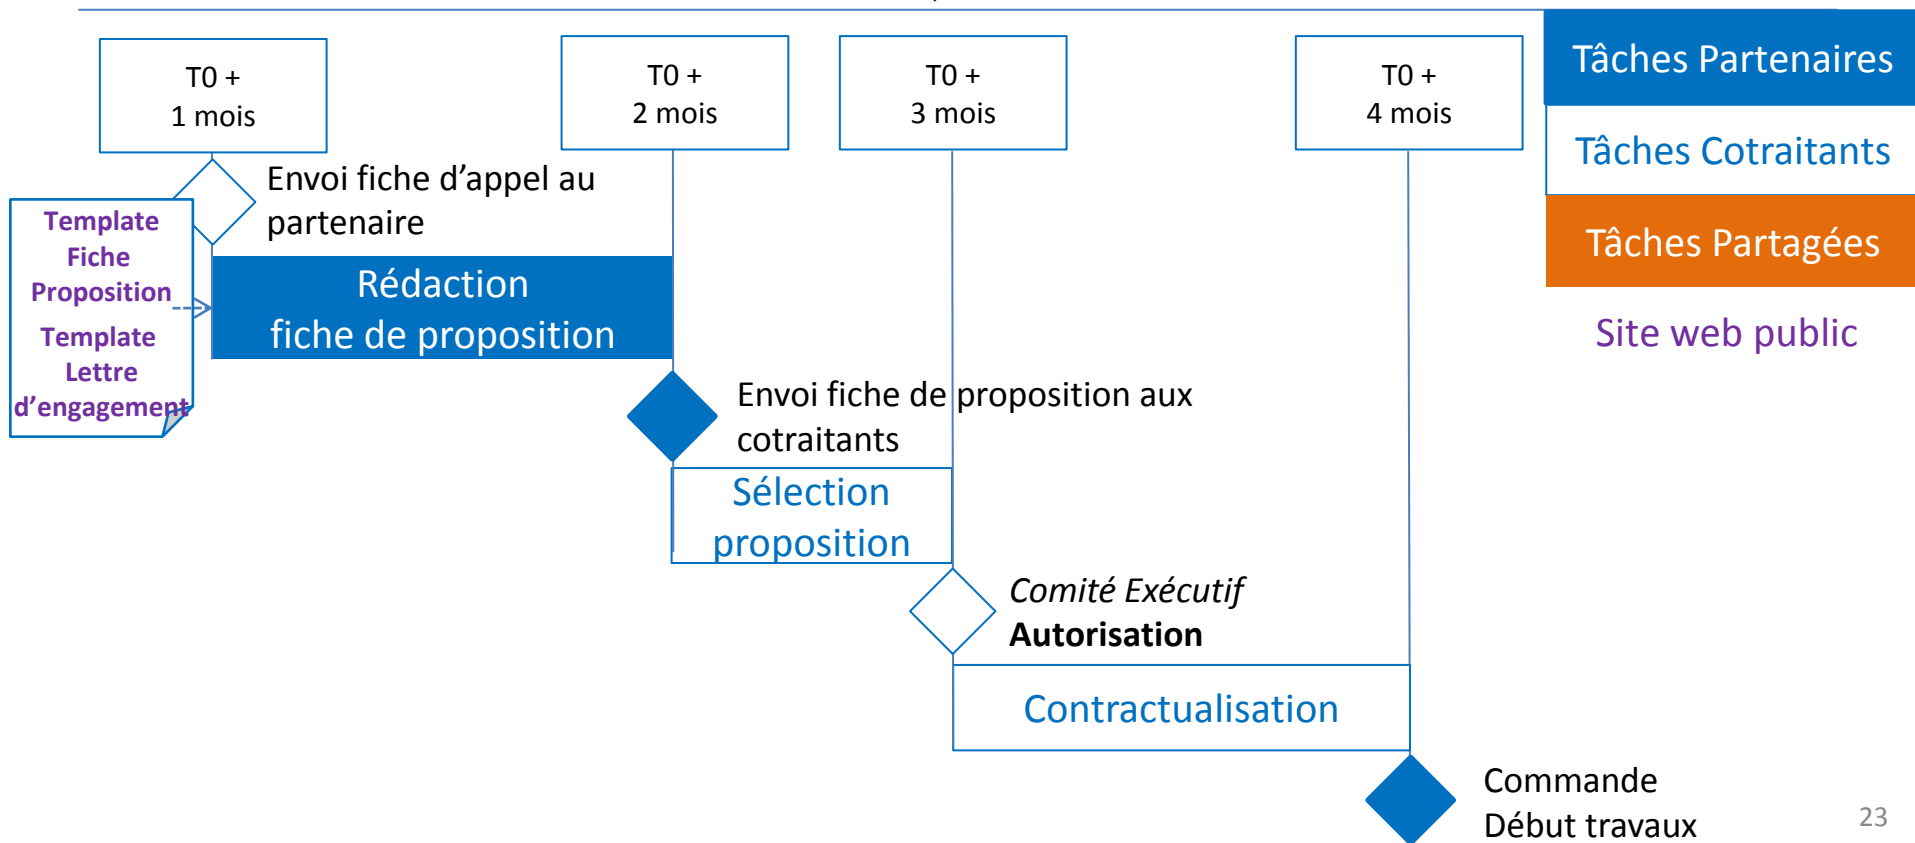 T0 +
1 mois
T0 +
2 mois
T0 +
3 mois
T0 +
4 mois
Tâches Partenaires
Tâches Cotraitants
Tâches Partagées
Site web public
Envoi fiche d’appel au
partenaire
Template
Fiche
Proposition
Template
Lettre
d’engagement
Rédaction
fiche de proposition
Envoi fiche de proposition aux
cotraitants
Sélection
proposition
Comité Exécutif
Autorisation
Contractualisation
Commande
Début travaux
23